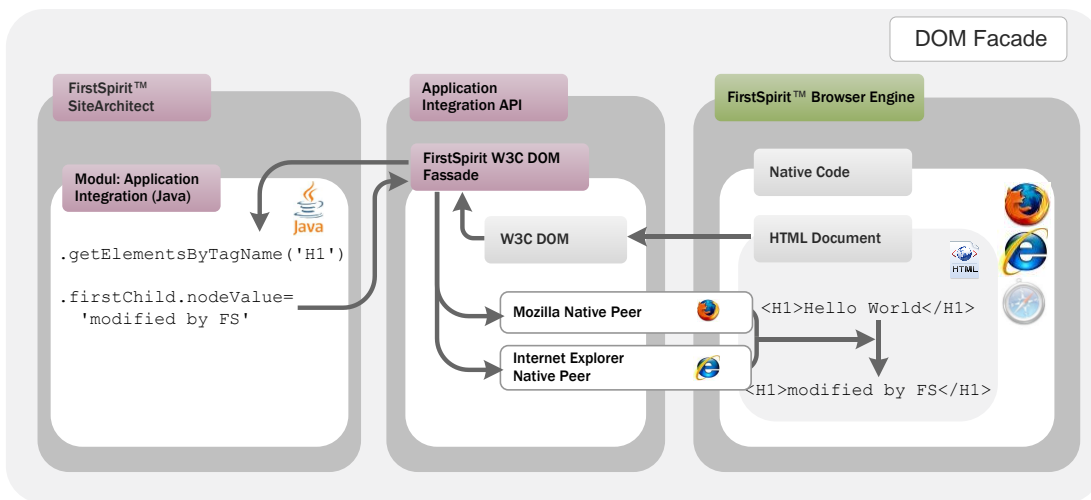 DOM Facade
FirstSpirit™
SiteArchitect
Modul: Application
Integration (Java)
Java
.getElementsByTagName('H1')
.firstChild.nodeValue=
'modified by FS'
Application
Integration API
FirstSpirit W3C DOM
Fassade
W3C DOM
Mozilla Native Peer
Internet Explorer
Native Peer
FirstSpirit™ Browser Engine
Native Code
HTML Document
HTML
<H1>Hello World</H1>
<H1>modified by FS</H1>